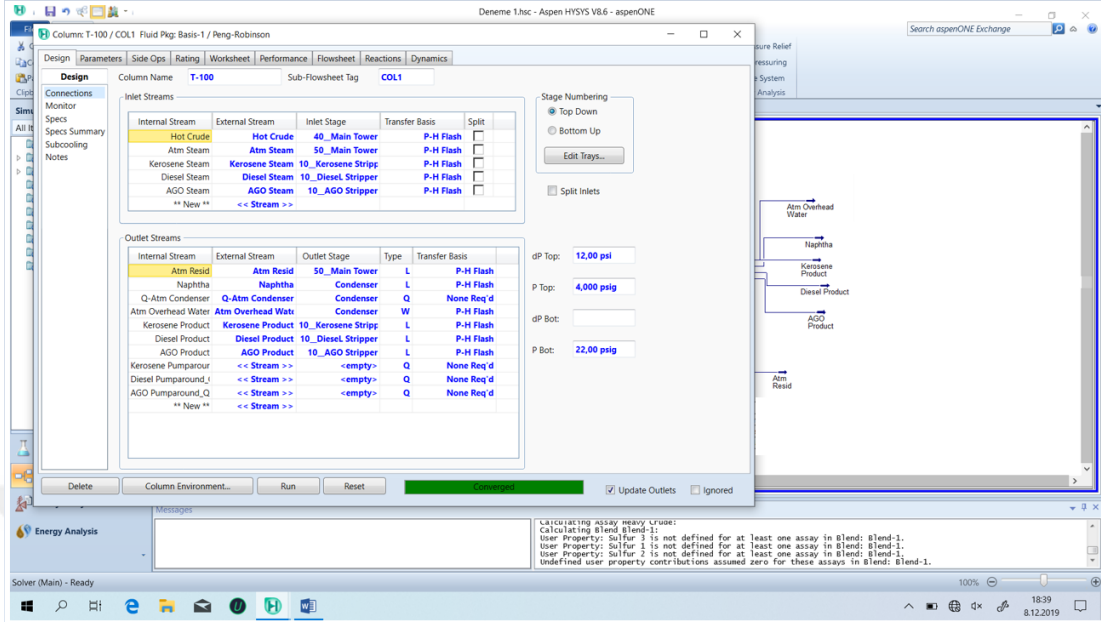 Deneme 1.hsc - Aspen HYSYS V8.6 - aspenONE
Search aspenONE Exchange
Column: T-100 / COL1 Fluid Pkg: Basis-1 / Peng-Robinson
Design Parameters Side Ops Rating Worksheet Performance Flowsheet Reactions Dynamics
Design
Connections
Monitor
Specs
Specs Summary
Subcooling
Notes
Column Name T-100 Sub-Flowsheet Tag COL1
Inlet Streams
Internal Stream External Stream Inlet Stage Transfer Basis Split
Hot Crude Hot Crude 40__Main Tower P-H Flash
Atm Steam Atm Steam 50__Main Tower P-H Flash
Kerosene Steam Kerosene Steam 10__Kerosene Stripp P-H Flash
Diesel Steam Diesel Steam 10__DieseL Stripper P-H Flash
AGO Steam AGO Steam 10__AGO Stripper P-H Flash
** New ** << Stream >>
Stage Numbering
Top Down
Bottom Up
Edit Trays...
Split Inlets
Outlet Streams
Internal Stream External Stream Outlet Stage Type Transfer Basis
Atm Resid Atm Resid 50__Main Tower L P-H Flash
Naphtha Naphtha Condenser L P-H Flash
Q-Atm Condenser Q-Atm Condenser Condenser Q None Req'd
Atm Overhead Water Atm Overhead Wate Condenser W P-H Flash
Kerosene Product Kerosene Product 10__Kerosene Stripp L P-H Flash
Diesel Product Diesel Product 10__DieseL Stripper L P-H Flash
AGO Product AGO Product 10__AGO Stripper L P-H Flash
Kerosene Pumparour << Stream >> <empty> Q None Req'd
Diesel Pumparound_( << Stream >> <empty> Q None Req'd
AGO Pumparound_Q << Stream >> <empty> Q None Req'd
** New ** << Stream >>
dP Top: 12,00 psi
P Top: 4,000 psig
dP Bot:
P Bot: 22,00 psig
Delete Column Environment... Run Reset Converged Update Outlets Ignored
sure Relief
ressuring
e System
Analysis
Clipb
Simu
All It
Atm Overhead
Water
Naphtha
Kerosene
Product
Diesel Product
AGO
Product
Atm
Resid
Energy Analysis
Messages
Calculating Assay Heavy Crude:
Calculating Blend Blend-1:
User Property: Sulfur 3 is not defined for at least one assay in Blend: Blend-1.
User Property: Sulfur 1 is not defined for at least one assay in Blend: Blend-1.
User Property: Sulfur 2 is not defined for at least one assay in Blend: Blend-1.
Undefined user property contributions assumed zero for these assays in Blend: Blend-1.
Solver (Main) - Ready
100%
18:39
8.12.2019